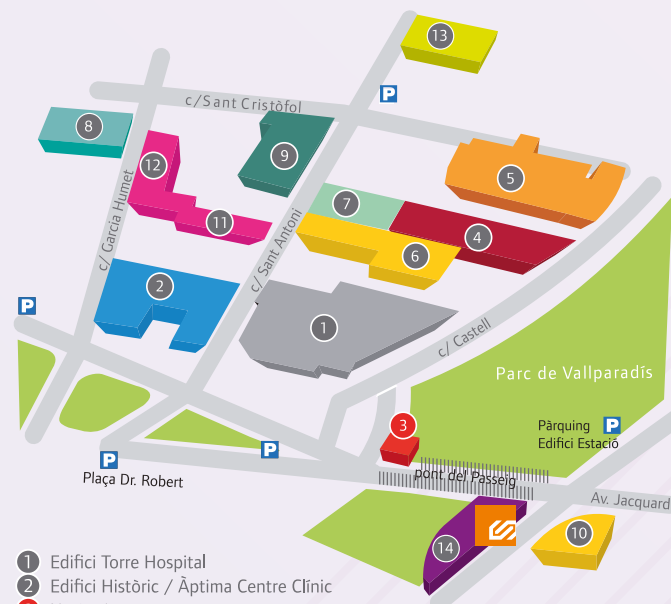 13
P
c/Sant Cristòfol
8
9
12
5
7
11
4
c/ Garcia Humet
c/ Sant Antoni
6
2
P
1
c/ Castell
Parc de Vallparadís
3
Pàrquing P
Edifici Estació
P
P
Plaça Dr. Robert
pont del Passeig
Av. Jacquard
10
14
1 Edifici Torre Hospital
2 Edifici Històric / Àptima Centre Clínic